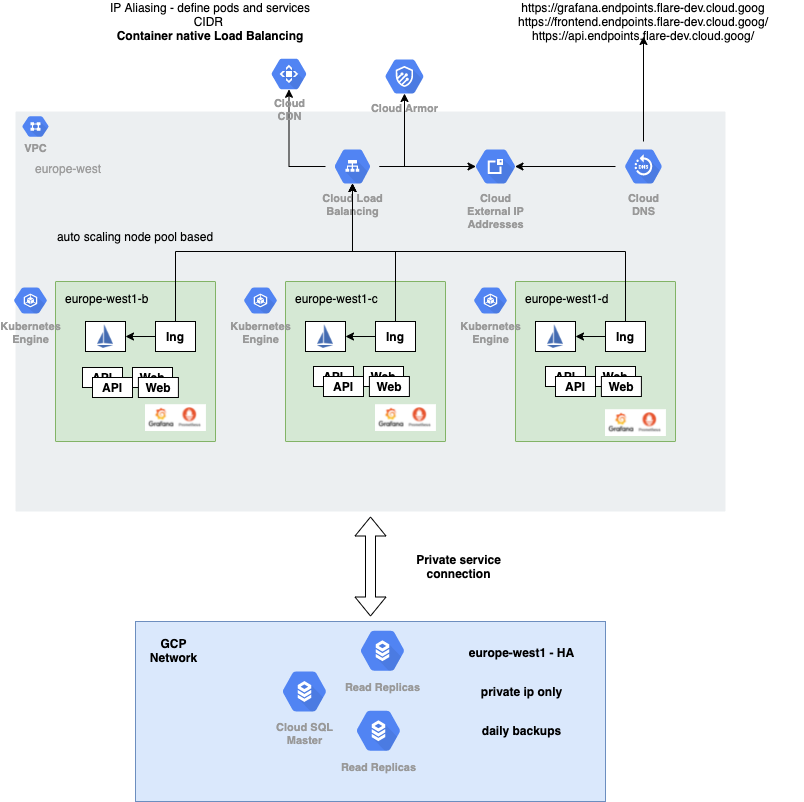 IP Aliasing - define pods and services
CIDR
Container native Load Balancing
https://grafana.endpoints.flare-dev.cloud.goog
https://frontend.endpoints.flare-dev.cloud.goog/
https://api.endpoints.flare-dev.cloud.goog/
Cloud
CDN
Cloud Armor
VPC
europe-west
Cloud Load
Balancing
Cloud
External IP
Addresses
Cloud
DNS
auto scaling node pool based
Kubernetes
Engine
europe-west1-b
Ing
API
Web
API
Web
Grafana
Prometheus
Kubernetes
Engine
europe-west1-c
Ing
API
Web
API
Web
Grafana
Prometheus
Kubernetes
Engine
europe-west1-d
Ing
API
Web
API
Web
Grafana
Prometheus
Private service
connection
GCP
Network
Read Replicas
Cloud SQL
Master
Read Replicas
europe-west1 - HA
private ip only
daily backups